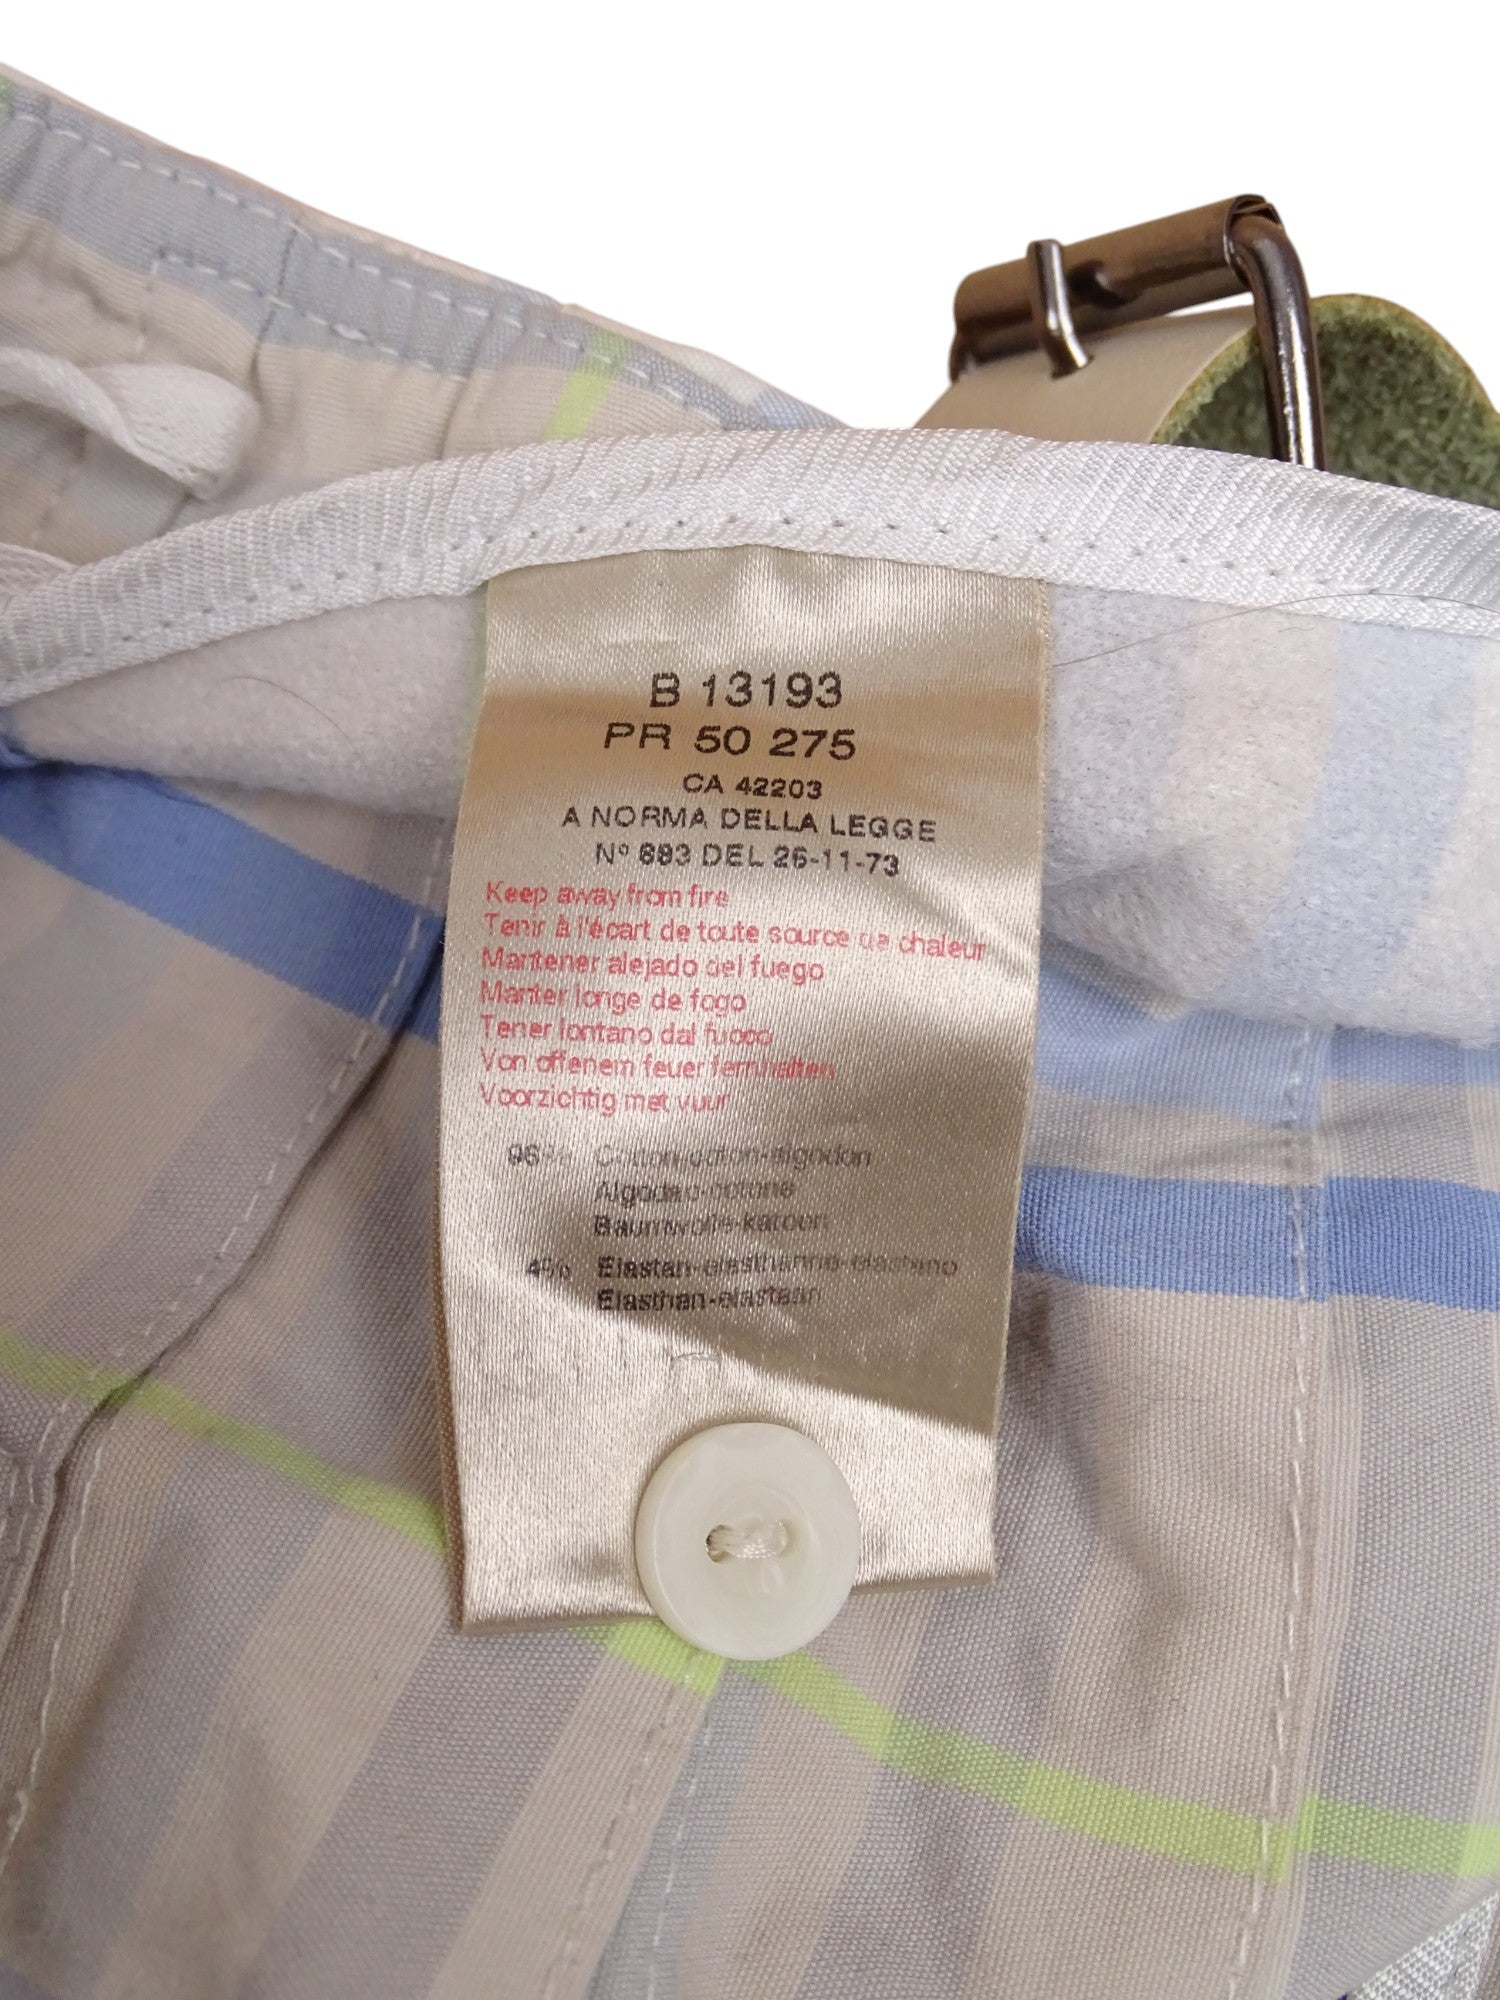 B 13193
PR 50 275
CA 42203
A NORMA DELLA LEGGE
Nº 883 DEL 26-11-73
Keep away from fire
Tenir à l'écart de toute source de chaleur
Mantener alejado del fuego
Manter longe de fogo
Tener lontano dal fuoco
Von offenem feuer fernhalten
Voorzichtig met vuur
96% Cotton-coton-algodon
Algodao-cotone
Baumwolle-katoen
4% Elastan-elasthanne-elastano
Elasthan-elastaan